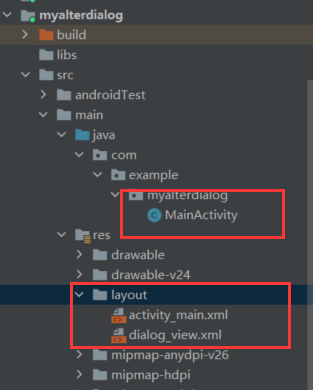 myalterdialog
build
libs
src
androidTest
main
java
com
example
myalterdialog
MainActivity
res
drawable
drawable-v24
layout
activity_main.xml
dialog_view.xml
mipmap-anydpi-v26
mipmap-hdpi